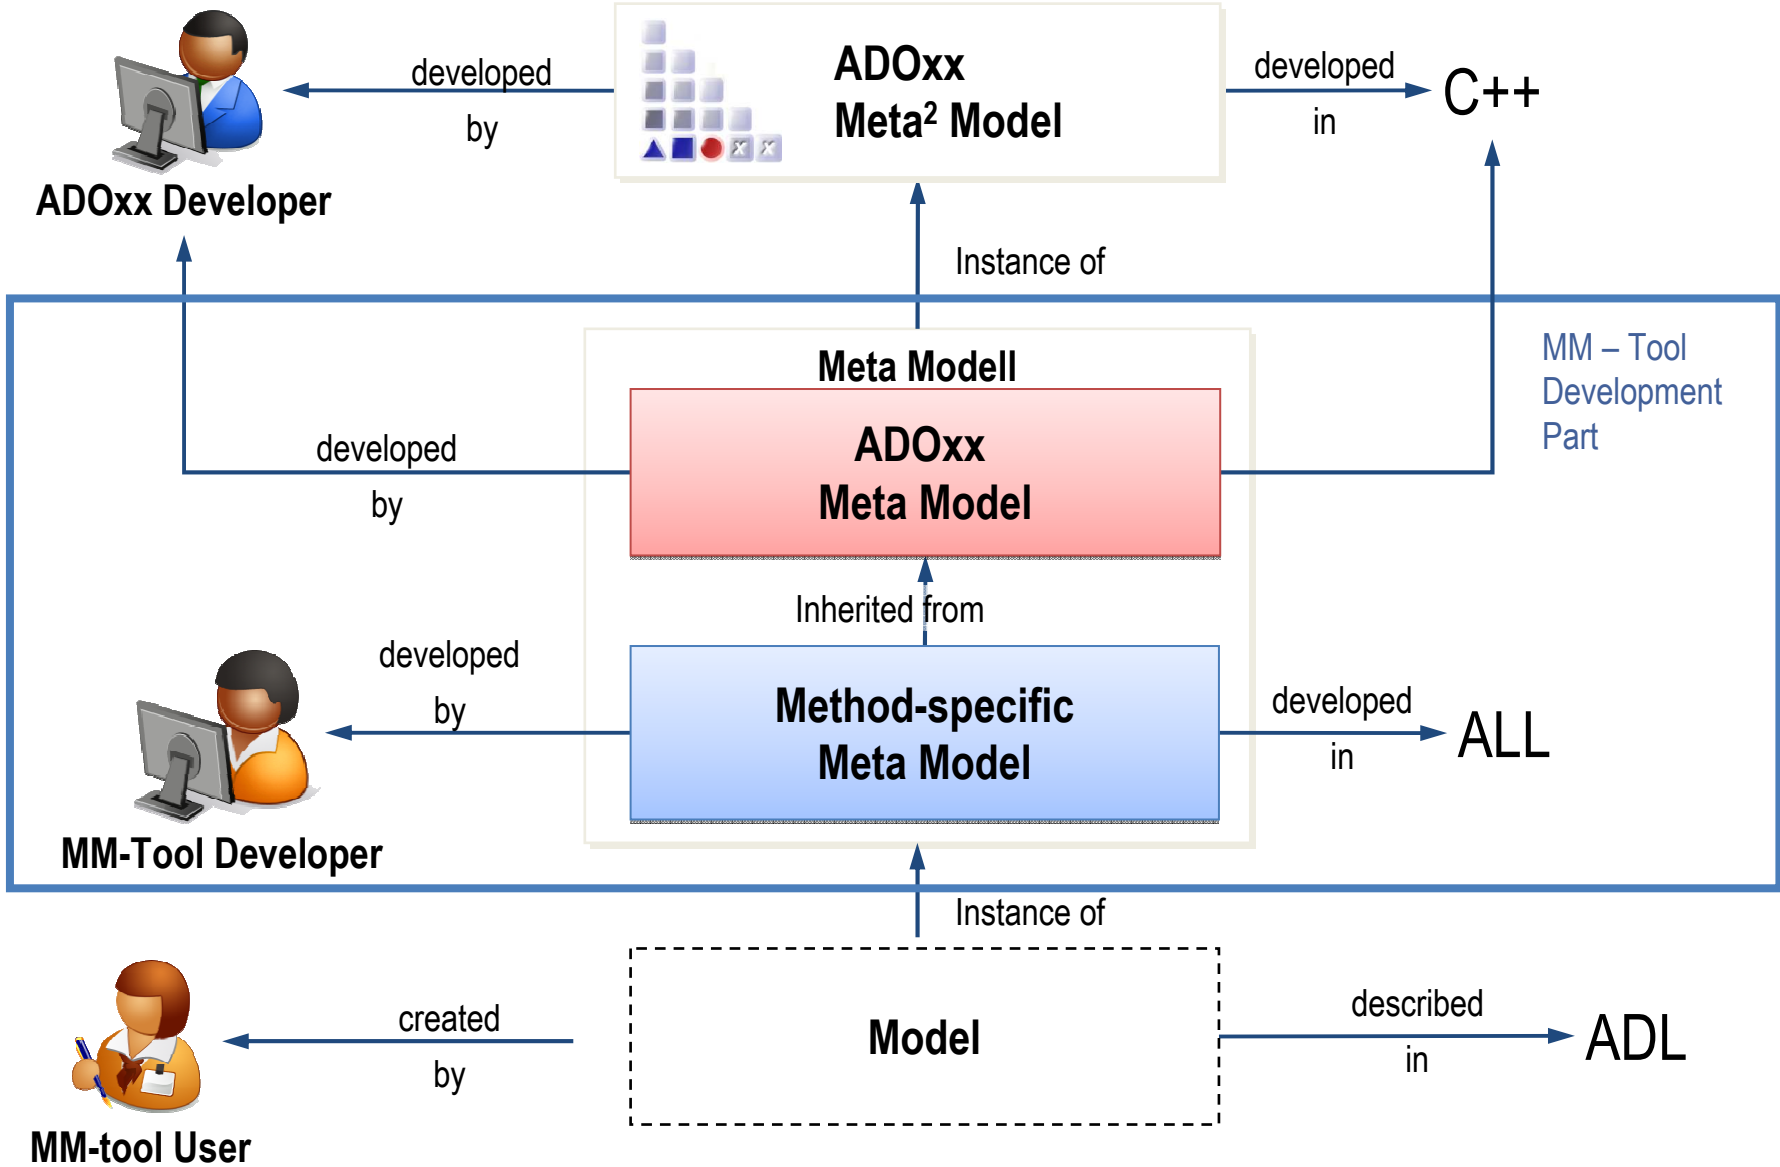 developed
by
ADOxx
Meta² Model
developed
in
C++
ADOxx Developer
Instance of
MM – Tool
Development
Part
Meta Modell
ADOxx
Meta Model
developed
by
Inherited from
developed
by
Method-specific
Meta Model
developed
in
ALL
MM-Tool Developer
Instance of
created
by
Model
described
in
ADL
MM-tool User